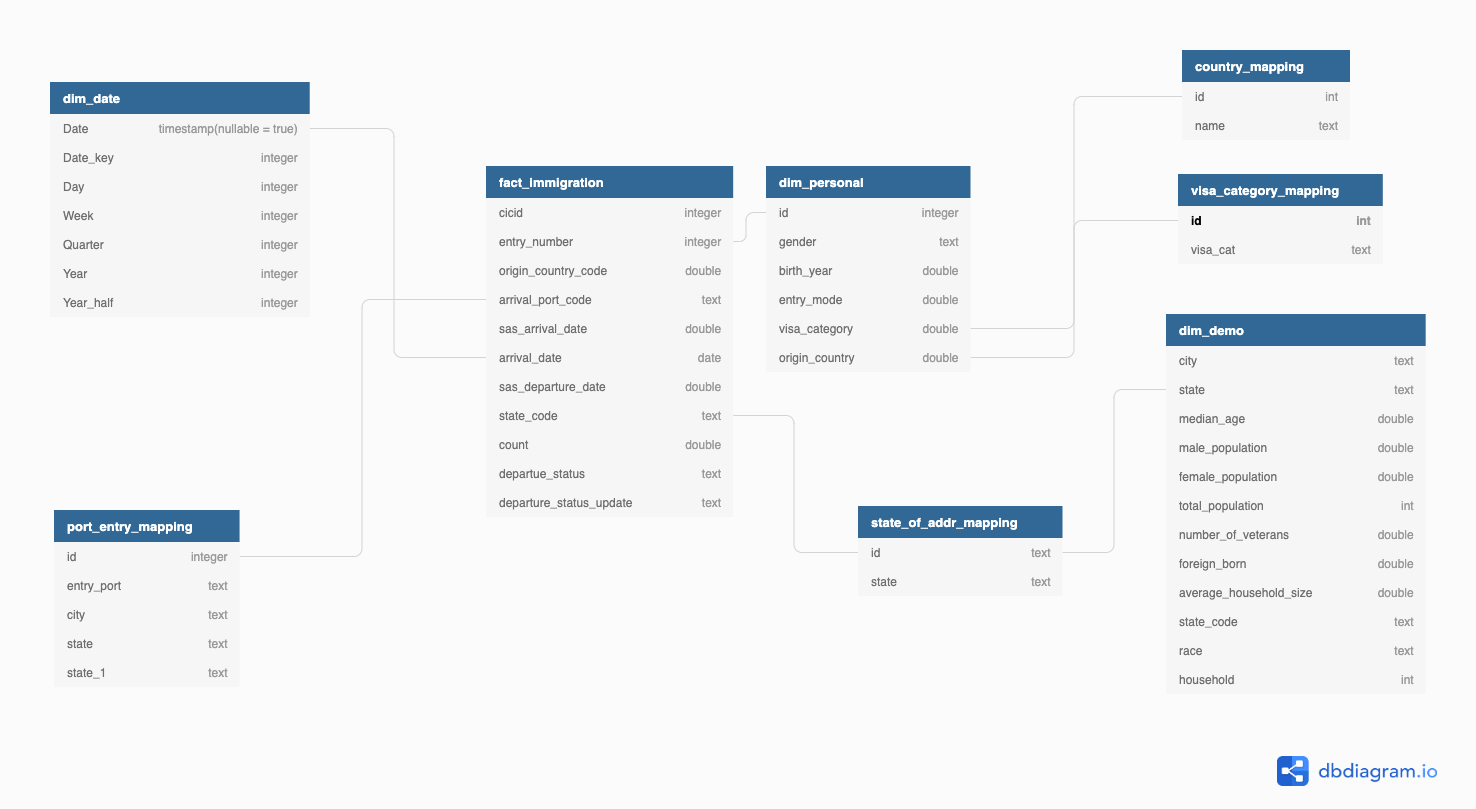 dim_date
Date timestamp(nullable = true)
Date_key integer
Day integer
Week integer
Quarter integer
Year integer
Year_half integer
port_entry_mapping
id integer
entry_port text
city text
state text
state_1 text
fact_immigration
cicid integer
entry_number integer
origin_country_code double
arrival_port_code text
sas_arrival_date double
arrival_date date
sas_departure_date double
state_code text
count double
departue_status text
departure_status_update text
dim_personal
id integer
gender text
birth_year double
entry_mode double
visa_category double
origin_country double
state_of_addr_mapping
id text
state text
country_mapping
id int
name text
visa_category_mapping
id int
visa_cat text
dim_demo
city text
state text
median_age double
male_population double
female_population double
total_population int
number_of_veterans double
foreign_born double
average_household_size double
state_code text
race text
household int
dbdiagram.io